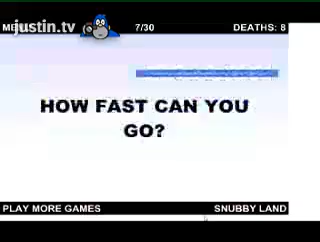 justin.tv
7/30
DEATHS: 8
HOW FAST CAN YOU
GO?
PLAY MORE GAMES
SNUBBY LAND